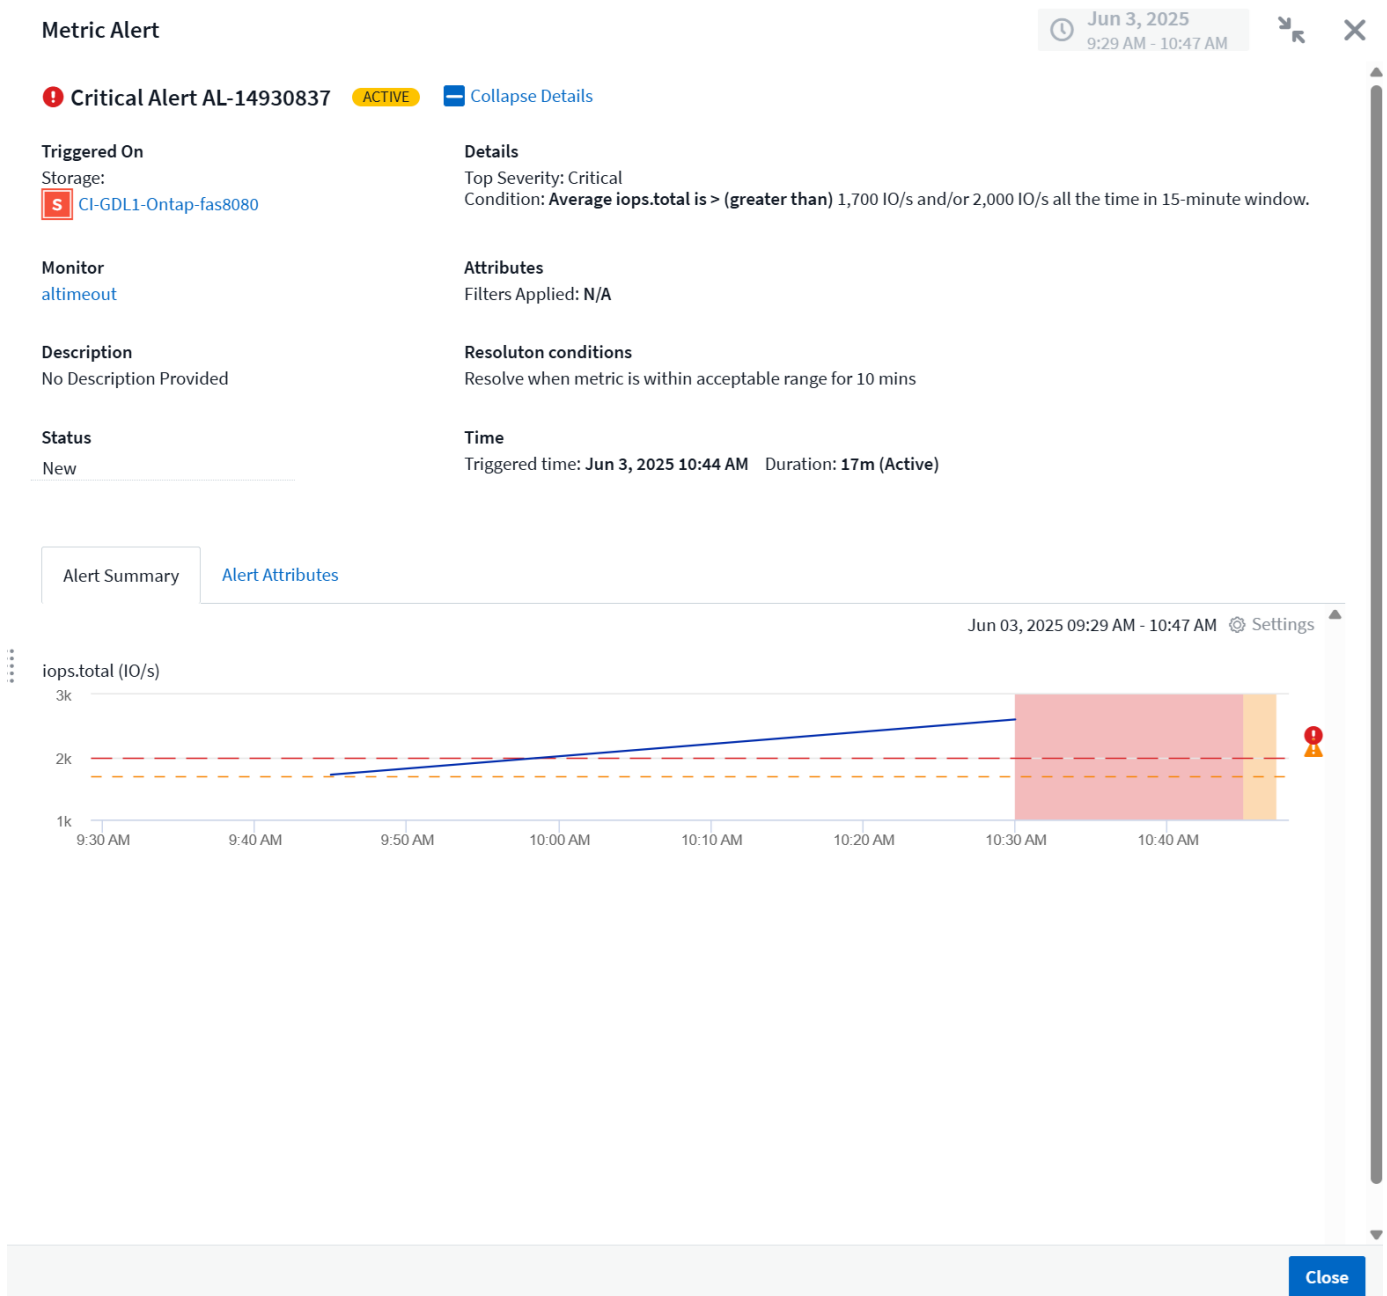 Metric Alert
Jun 3, 2025
9:29 AM - 10:47 AM
Critical Alert AL-14930837
ACTIVE
Collapse Details
Triggered On
Storage:
S CI-GDL1-Ontap-fas8080
Details
Top Severity: Critical
Condition: Average iops.total is > (greater than) 1,700 IO/s and/or 2,000 IO/s all the time in 15-minute window.
Monitor
altimeout
Attributes
Filters Applied: N/A
Description
No Description Provided
Resoluton conditions
Resolve when metric is within acceptable range for 10 mins
Status
New
Time
Triggered time: Jun 3, 2025 10:44 AM Duration: 17m (Active)
Alert Summary
Alert Attributes
Jun 03, 2025 09:29 AM - 10:47 AM Settings
iops.total (IO/s)
3k
2k
1k
9:30 AM 9:40 AM 9:50 AM 10:00 AM 10:10 AM 10:20 AM 10:30 AM 10:40 AM
Close